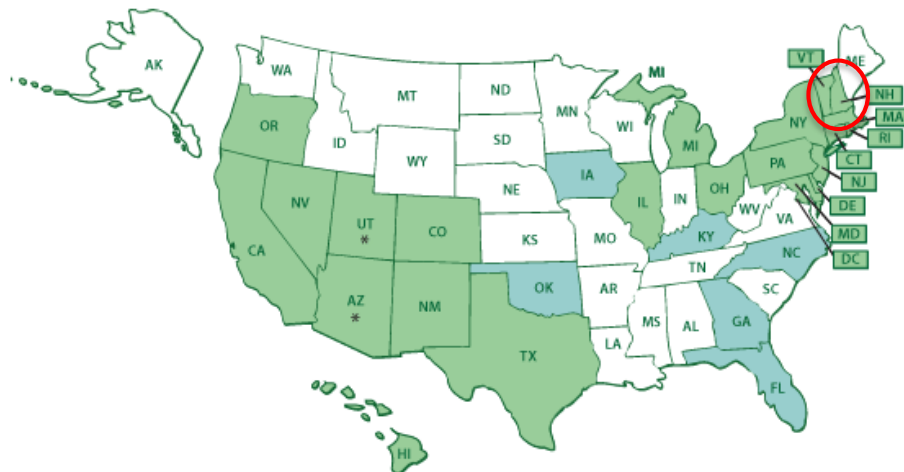 AK
WA
MT
ND
MN
WI
MI
MI
VT
ME
NH
MA
RI
CT
NJ
DE
MD
DC
NY
PA
OR
ID
WY
SD
IA
NE
IL
IN
OH
WV
VA
NV
UT
*
CO
KS
MO
KY
NC
CA
AZ
*
NM
OK
AR
TN
SC
TX
LA
MS
AL
GA
FL
HI